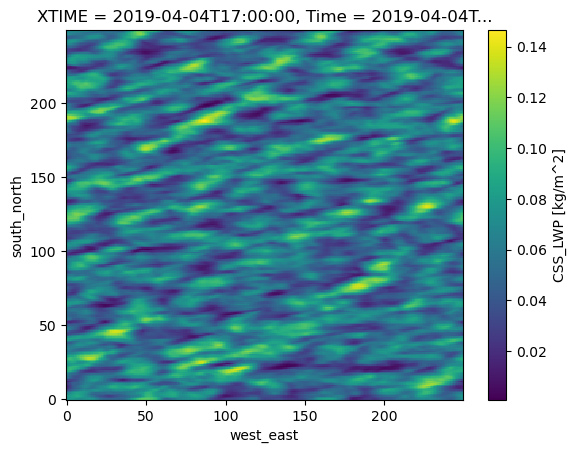 XTIME = 2019-04-04T17:00:00, Time = 2019-04-04T...
200
150
100
50
0
south_north
0 50 100 150 200
west_east
0.14
0.12
0.10
0.08
0.06
0.04
0.02
CSS_LWP [kg/m^2]